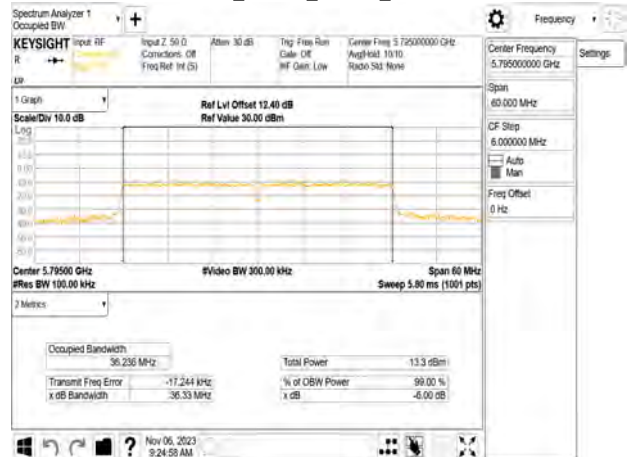 Spectrum Analyzer 1
Occupied BW
+
Frequency
KEYSIGHT
R
Input: RF
Input Z: 50 Ω
Corrections: Off
Freq Ref: Int (S)
Atten: 30 dB
Trig: Free Run
Gate: Off
#IF Gain: Low
Center Freq: 5.795000000 GHz
Avg|Hold: 10/10
Radio Std: None
Center Frequency
5.795000000 GHz
Settings
Span
60.000 MHz
CF Step
6.000000 MHz
Auto
Man
Freq Offset
0 Hz
1 Graph
Scale/Div 10.0 dB
Ref Lvl Offset 12.40 dB
Ref Value 30.00 dBm
Log
Center 5.79500 GHz
#Res BW 100.00 kHz
#Video BW 300.00 kHz
Span 60 MHz
Sweep 5.80 ms (1001 pts)
2 Metrics
Occupied Bandwidth
36.236 MHz
Total Power
13.3 dBm
Transmit Freq Error
-17.244 kHz
% of OBW Power
99.00 %
x dB Bandwidth
36.33 MHz
x dB
-6.00 dB
?
Nov 06, 2023
9:24:58 AM